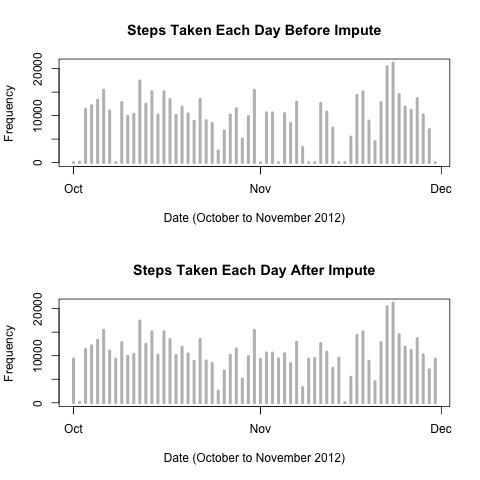 Steps Taken Each Day Before Impute
Frequency
20000
10000
0
Oct
Nov
Dec
Date (October to November 2012)
Steps Taken Each Day After Impute
Frequency
20000
10000
0
Oct
Nov
Dec
Date (October to November 2012)